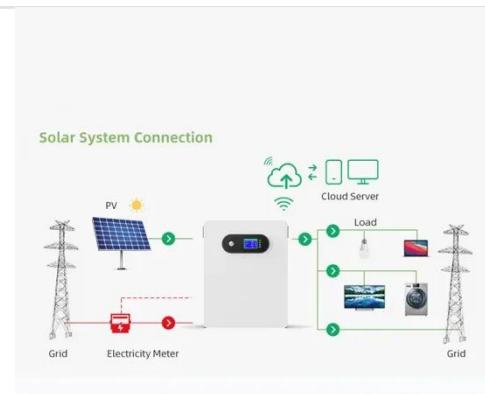 Solar System Connection
PV
Cloud Server
Load
Grid
Electricity Meter
Grid